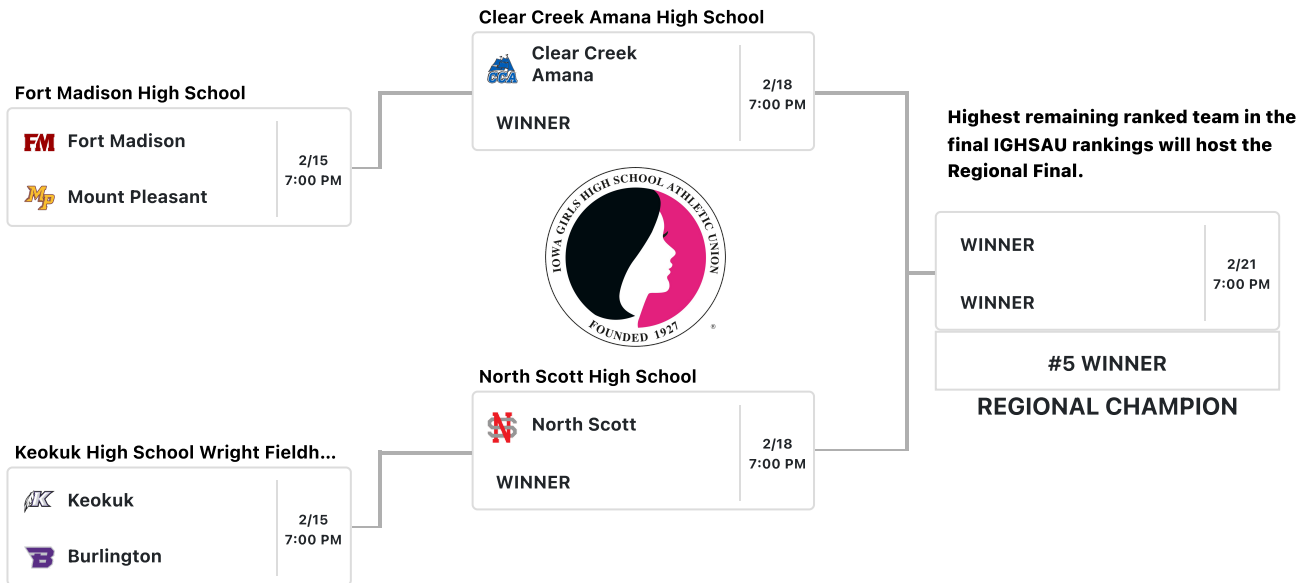 Clear Creek Amana High School
CCA
Clear Creek
Amana
WINNER
2/18
7:00 PM
Fort Madison High School
FM
Fort Madison
MP
Mount Pleasant
2/15
7:00 PM
Highest remaining ranked team in the
final IGHSAU rankings will host the
Regional Final.
IOWA GIRLS HIGH SCHOOL ATHLETIC UNION
FOUNDED 1927
®
WINNER
WINNER
2/21
7:00 PM
#5 WINNER
REGIONAL CHAMPION
North Scott High School
NS
North Scott
WINNER
2/18
7:00 PM
Keokuk High School Wright Fieldh...
K
Keokuk
B
Burlington
2/15
7:00 PM